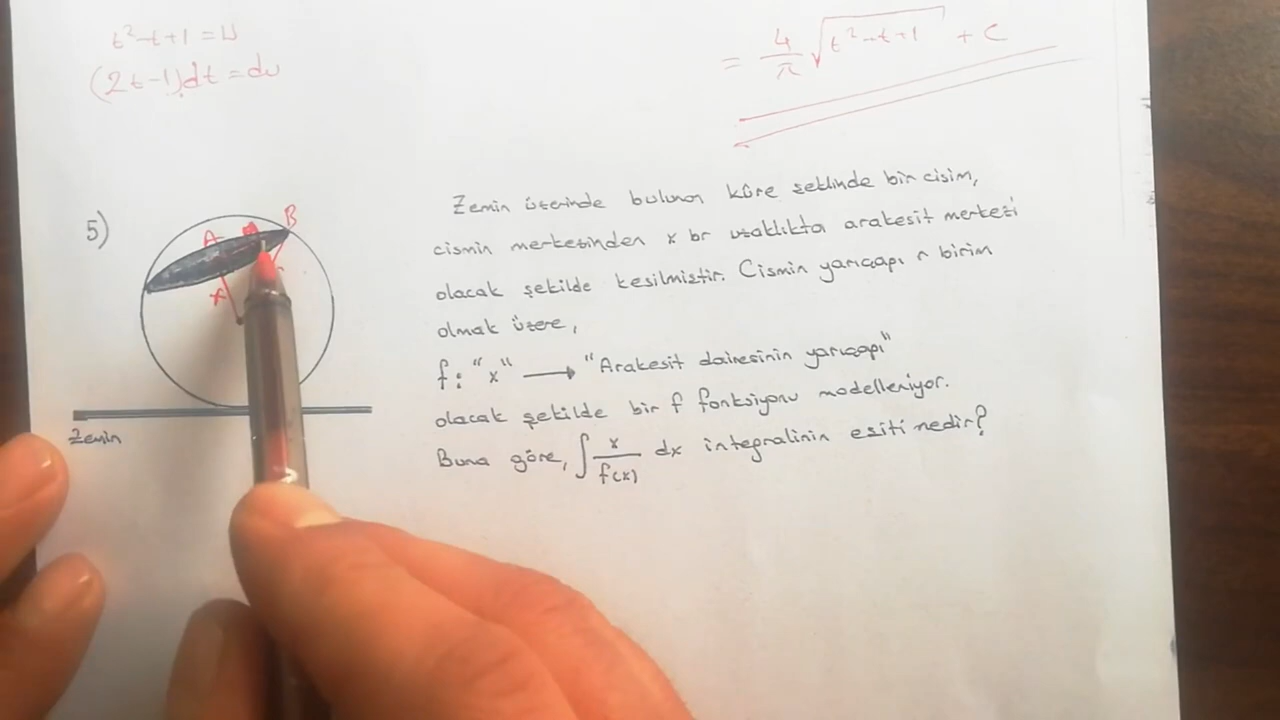 t²-t+1 = u
(2t-1)dt = du
= 4/π √(t²-t+1) + C
5)
A
B
x
Zemin
Zemin üzerinde bulunan küre şeklinde bir cisim,
cismin merkezinden x br uzaklıkta arakesit merkezi
olacak şekilde kesilmiştir. Cismin yarıçapı r birim
olmak üzere,
f: "x" → "Arakesit dairesinin yarıçapı"
olacak şekilde bir f fonksiyonu modelleniyor.
Buna göre, ∫ x/f(x) dx integralinin eşiti nedir?